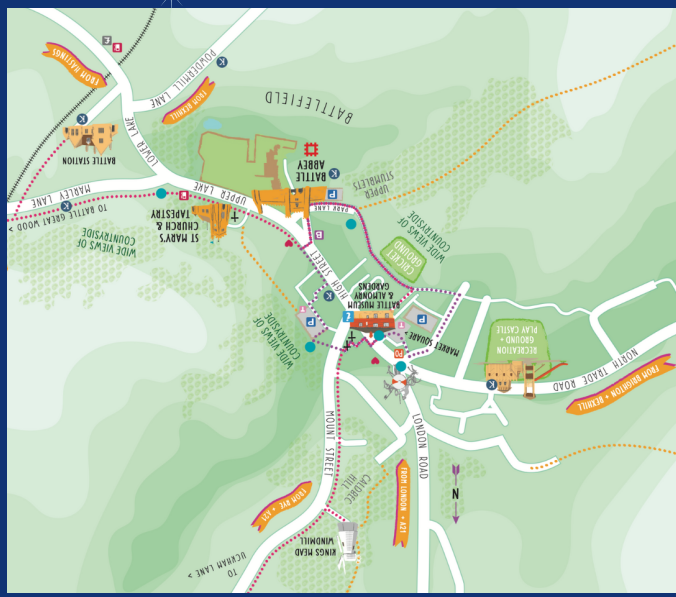 TO
UCKHAM LANE >
KINGS MEAD
WINDMILL
N
FROM RYE + A21
FROM LONDON + A21
CALDBEC
HILL
MOUNT STREET
LONDON ROAD
FROM BRIGHTON + BEXHILL
NORTH TRADE ROAD
K
RECREATION
GROUND +
PLAY CASTLE
PO
MARKET SQUARE
P
i
BATTLE MUSEUM
& ALMONRY
GARDENS
P
K
WIDE VIEWS OF
COUNTRYSIDE
HIGH STREET
CRICKET
GROUND
WIDE VIEWS OF
COUNTRYSIDE
B
PARK LANE
P
UPPER
STUMBLETS
K
BATTLE
ABBEY
ST MARY'S
CHURCH &
TAPESTRY
UPPER LAKE
WIDE VIEWS OF
COUNTRYSIDE
TO BATTLE GREAT WOOD >
K
MARLEY LANE
BATTLE STATION
K
LOWER LAKE
BATTLEFIELD
FROM BEXHILL
POWDERMILL LANE
K
FROM HASTINGS
E